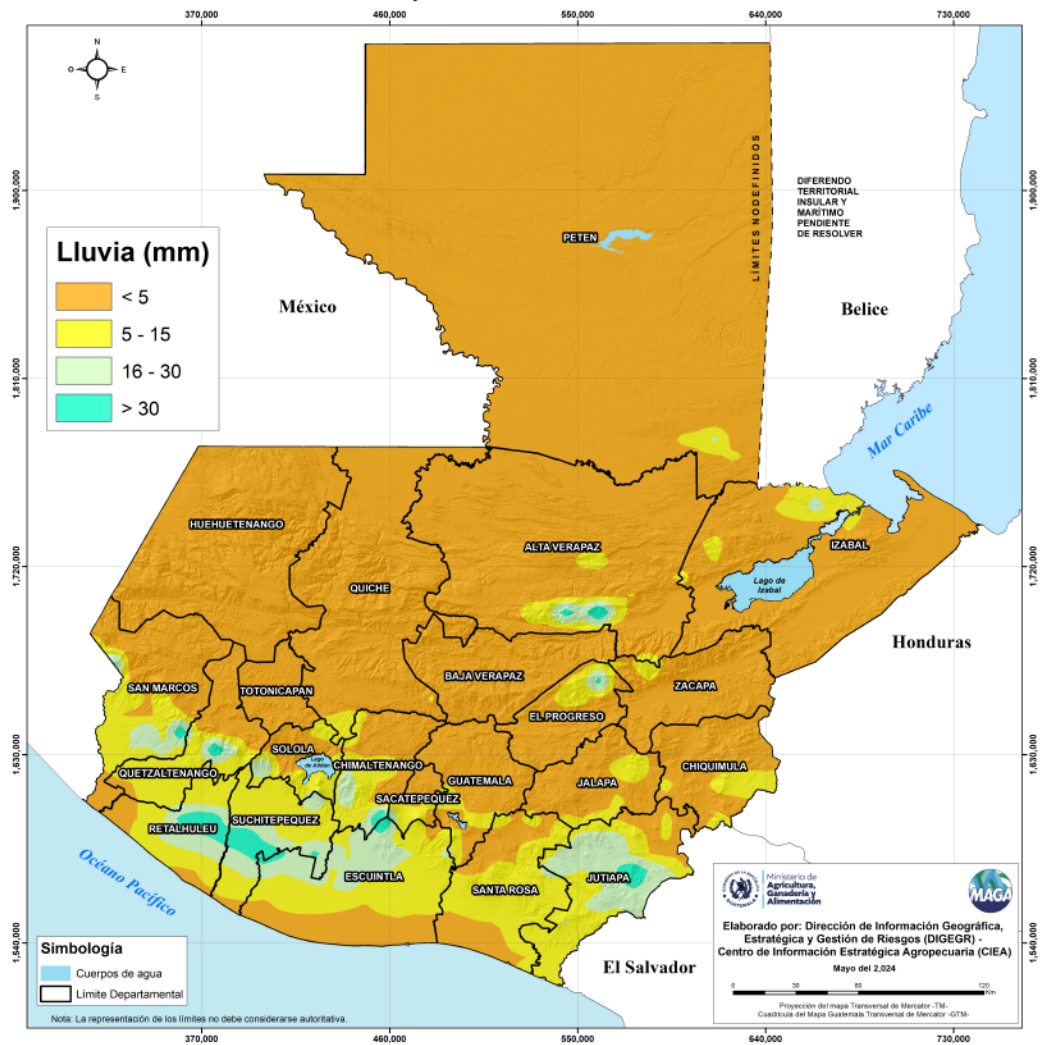 370,000
460,000
550,000
640,000
730,000
N
O
E
S
1,900,000
1,900,000
LÍMITES NODEFINIDOS
DIFERENDO
TERRITORIAL
INSULAR Y
MARÍTIMO
PENDIENTE
DE RESOLVER
PETEN
Lluvia (mm)
< 5
5 - 15
16 - 30
> 30
México
Belice
1,810,000
1,810,000
Mar Caribe
HUEHUETENANGO
ALTA VERAPAZ
IZABAL
1,720,000
1,720,000
QUICHE
Lago de
Izabal
Honduras
BAJA VERAPAZ
SAN MARCOS
TOTONICAPAN
ZACAPA
EL PROGRESO
1,630,000
1,630,000
SOLOLA
Lago
de Atitlán
CHIMALTENANGO
QUETZALTENANGO
GUATEMALA
JALAPA
CHIQUIMULA
SACATEPEQUEZ
RETALHULEU
SUCHITEPEQUEZ
ESCUINTLA
SANTA ROSA
JUTIAPA
Océano Pacífico
Ministerio de
Agricultura,
Ganadería y
Alimentación
MAGA
Elaborado por: Dirección de Información Geográfica,
Estratégica y Gestión de Riesgos (DIGEGR) -
Centro de Información Estratégica Agropecuaria (CIEA)
Mayo del 2,024
0
30
60
120
Km
Proyección del mapa Transversal de Mercator -TM-
Cuadrícula del Mapa Guatemala Transversal de Mercator -GTM-
1,540,000
1,540,000
El Salvador
Simbología
Cuerpos de agua
Límite Departamental
Nota: La representación de los límites no debe considerarse autoritativa.
370,000
460,000
550,000
640,000
730,000